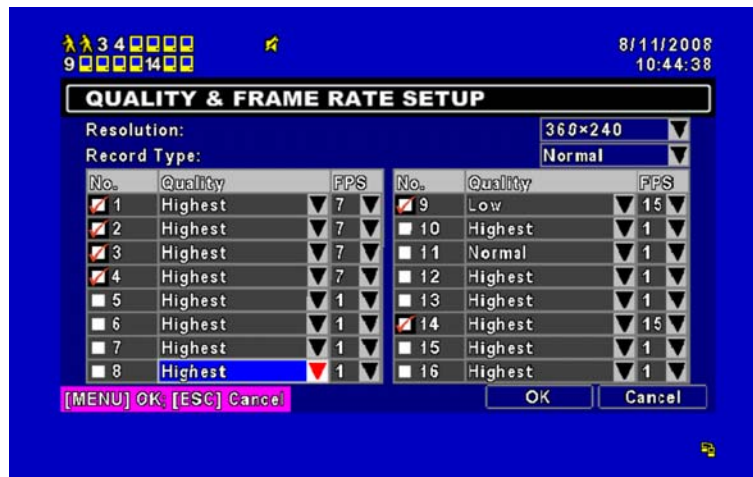 3 4
8/11/2008
9 14
10:44:38
QUALITY & FRAME RATE SETUP
Resolution: 360×240
Record Type: Normal
No. Quality FPS No. Quality FPS
1 Highest 7 9 Low 15
2 Highest 7 10 Highest 1
3 Highest 7 11 Normal 1
4 Highest 7 12 Highest 1
5 Highest 1 13 Highest 1
6 Highest 1 14 Highest 15
7 Highest 1 15 Highest 1
8 Highest 1 16 Highest 1
[MENU] OK; [ESC] Cancel OK Cancel